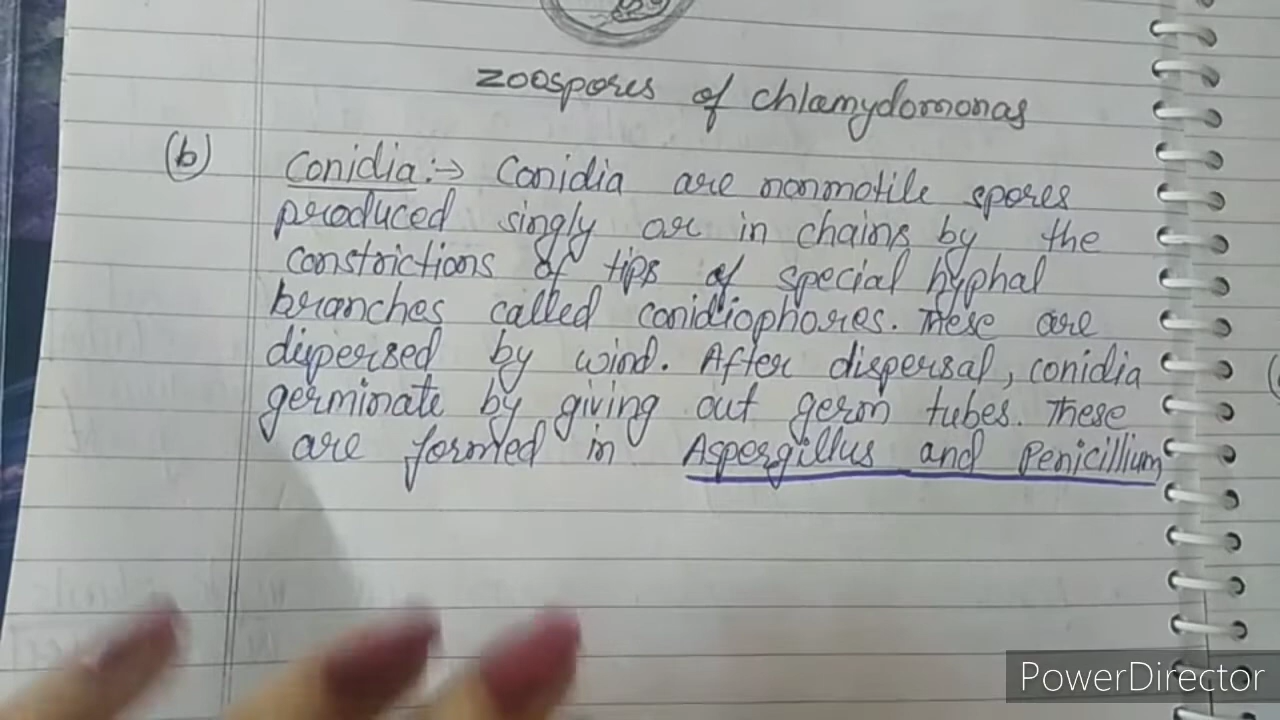 zoospores of chlamydomonas
(b) Conidia:→ Conidia are nonmotile spores
produced singly or in chains by the
constrictions of tips of special hyphal
branches called conidiophores. These are
dispersed by wind. After dispersal, conidia
germinate by giving out germ tubes. These
are formed in Aspergillus and Penicillium
PowerDirector